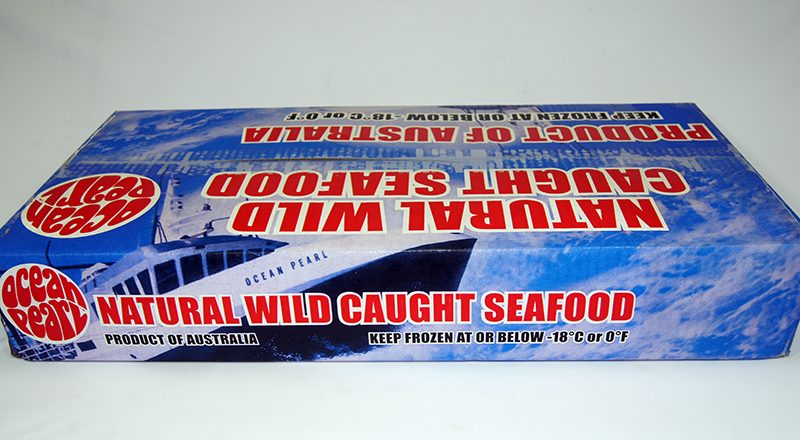 KEEP FROZEN AT OR BELOW -18°C or 0°F
PRODUCT OF AUSTRALIA
NATURAL WILD
CAUGHT SEAFOOD
Ocean
Pearl
OCEAN PEARL
Ocean
Pearl
NATURAL WILD CAUGHT SEAFOOD
PRODUCT OF AUSTRALIA KEEP FROZEN AT OR BELOW -18°C or 0°F